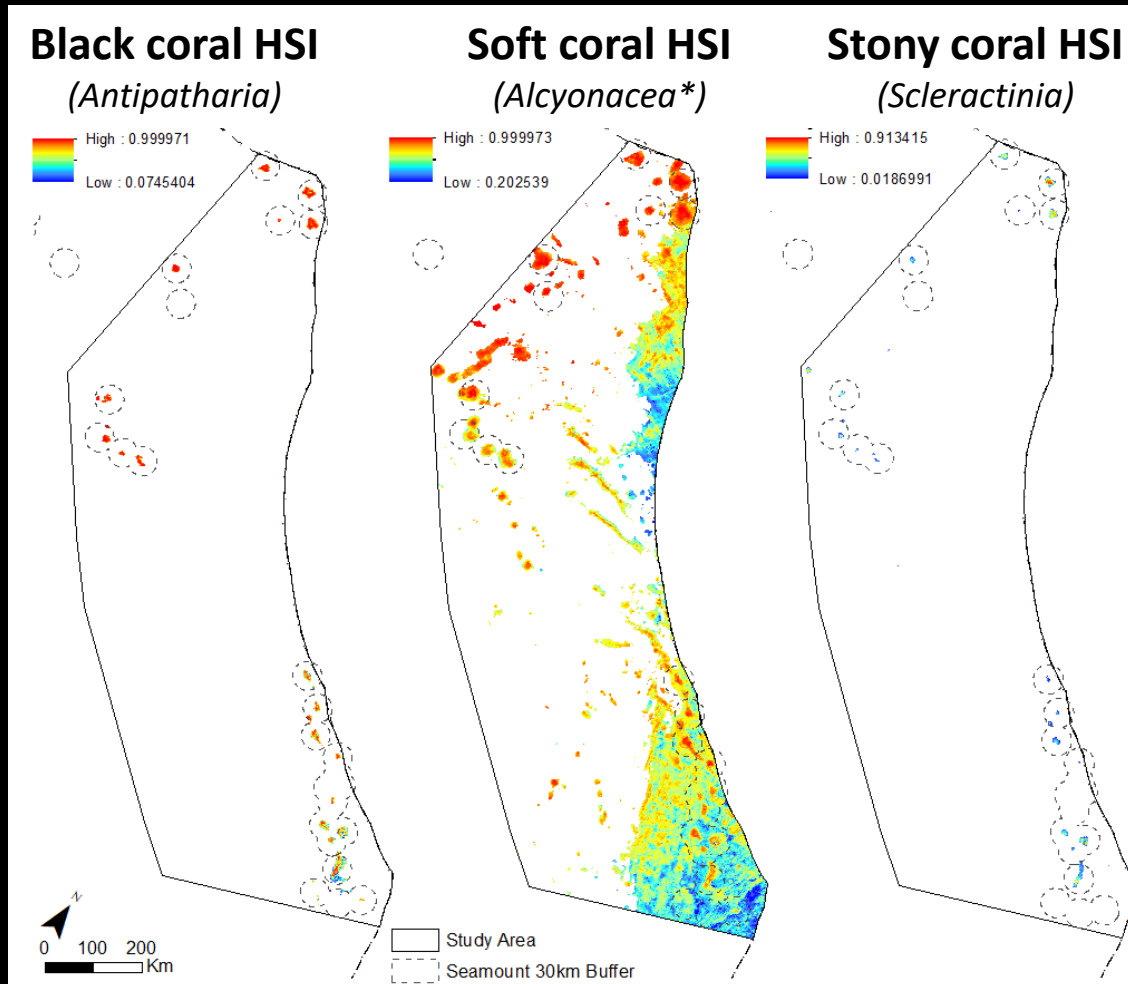 Black coral HSI
(Antipatharia)
High : 0.999971
Low : 0.0745404
Soft coral HSI
(Alcyonacea*)
High : 0.999973
Low : 0.202539
Stony coral HSI
(Scleractinia)
High : 0.913415
Low : 0.0186991
N
0 100 200
Km
Study Area
Seamount 30km Buffer